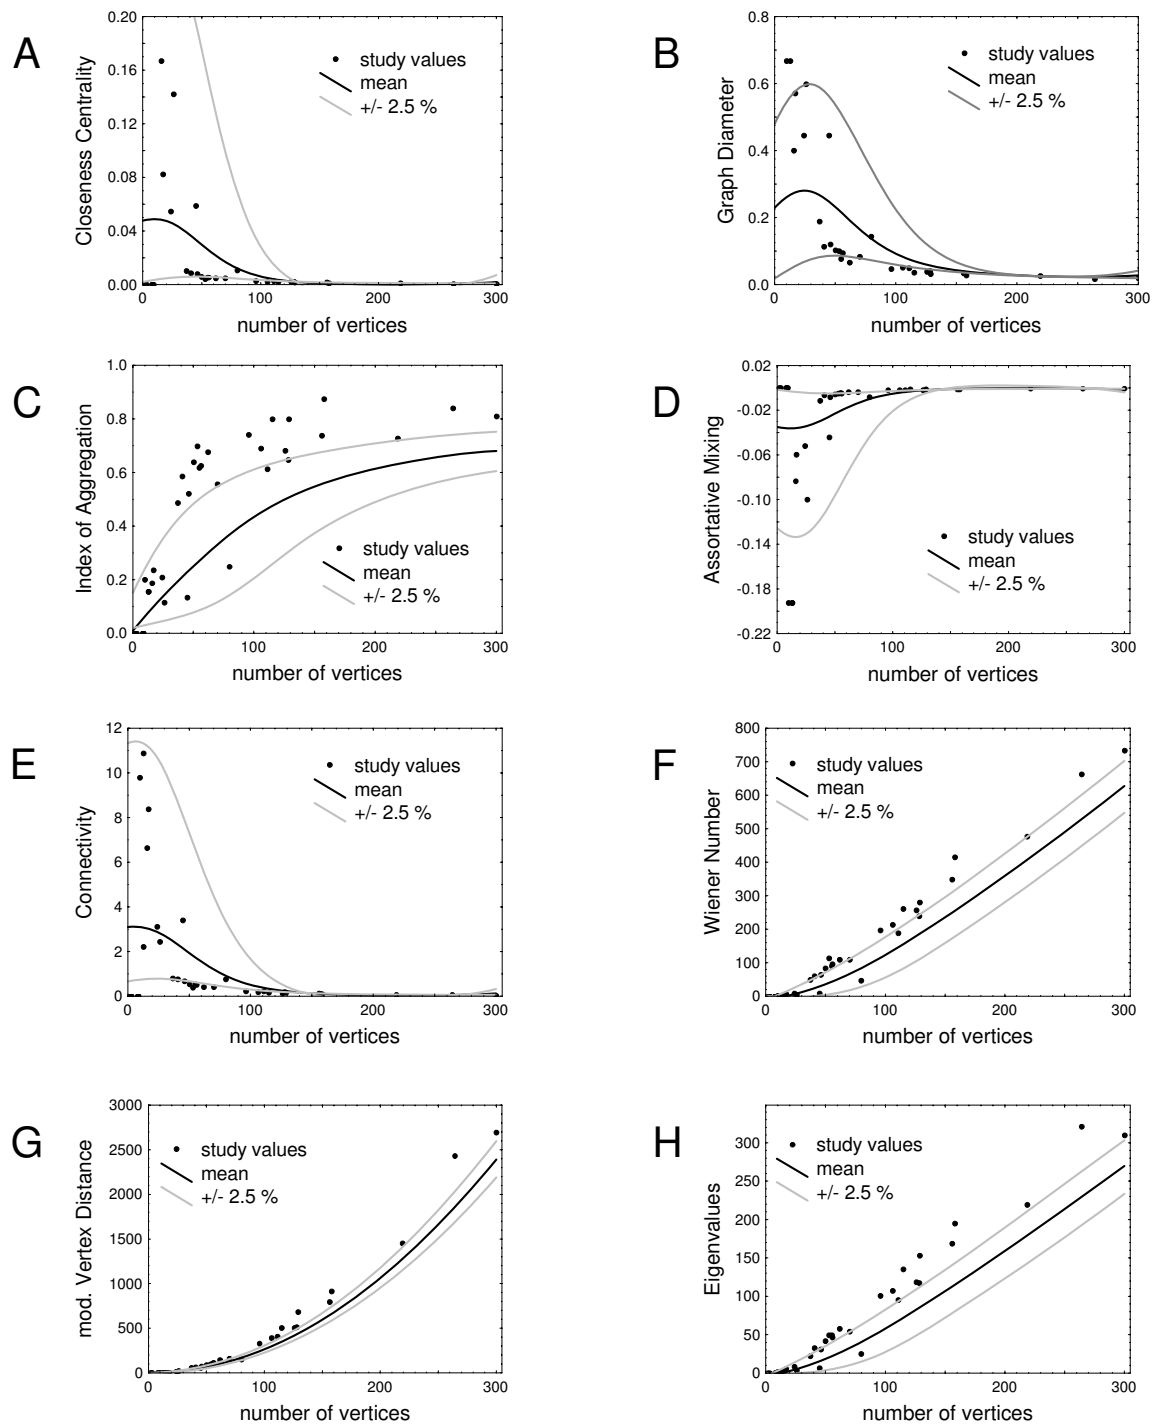 A
Closeness Centrality
0.20
0.16
0.12
0.08
0.04
0.00
study values
mean
+/- 2.5 %
0 100 200 300
number of vertices
B
Graph Diameter
0.8
0.6
0.4
0.2
0.0
study values
mean
+/- 2.5 %
0 100 200 300
number of vertices
C
Index of Aggregation
1.0
0.8
0.6
0.4
0.2
0.0
study values
mean
+/- 2.5 %
0 100 200 300
number of vertices
D
Assortative Mixing
0.02
-0.02
-0.06
-0.10
-0.14
-0.18
-0.22
study values
mean
+/- 2.5 %
0 100 200 300
number of vertices
E
Connectivity
12
10
8
6
4
2
0
study values
mean
+/- 2.5 %
0 100 200 300
number of vertices
F
Wiener Number
800
700
600
500
400
300
200
100
0
study values
mean
+/- 2.5 %
0 100 200 300
number of vertices
G
mod. Vertex Distance
3000
2500
2000
1500
1000
500
0
study values
mean
+/- 2.5 %
0 100 200 300
number of vertices
H
Eigenvalues
300
250
200
150
100
50
0
study values
mean
+/- 2.5 %
0 100 200 300
number of vertices